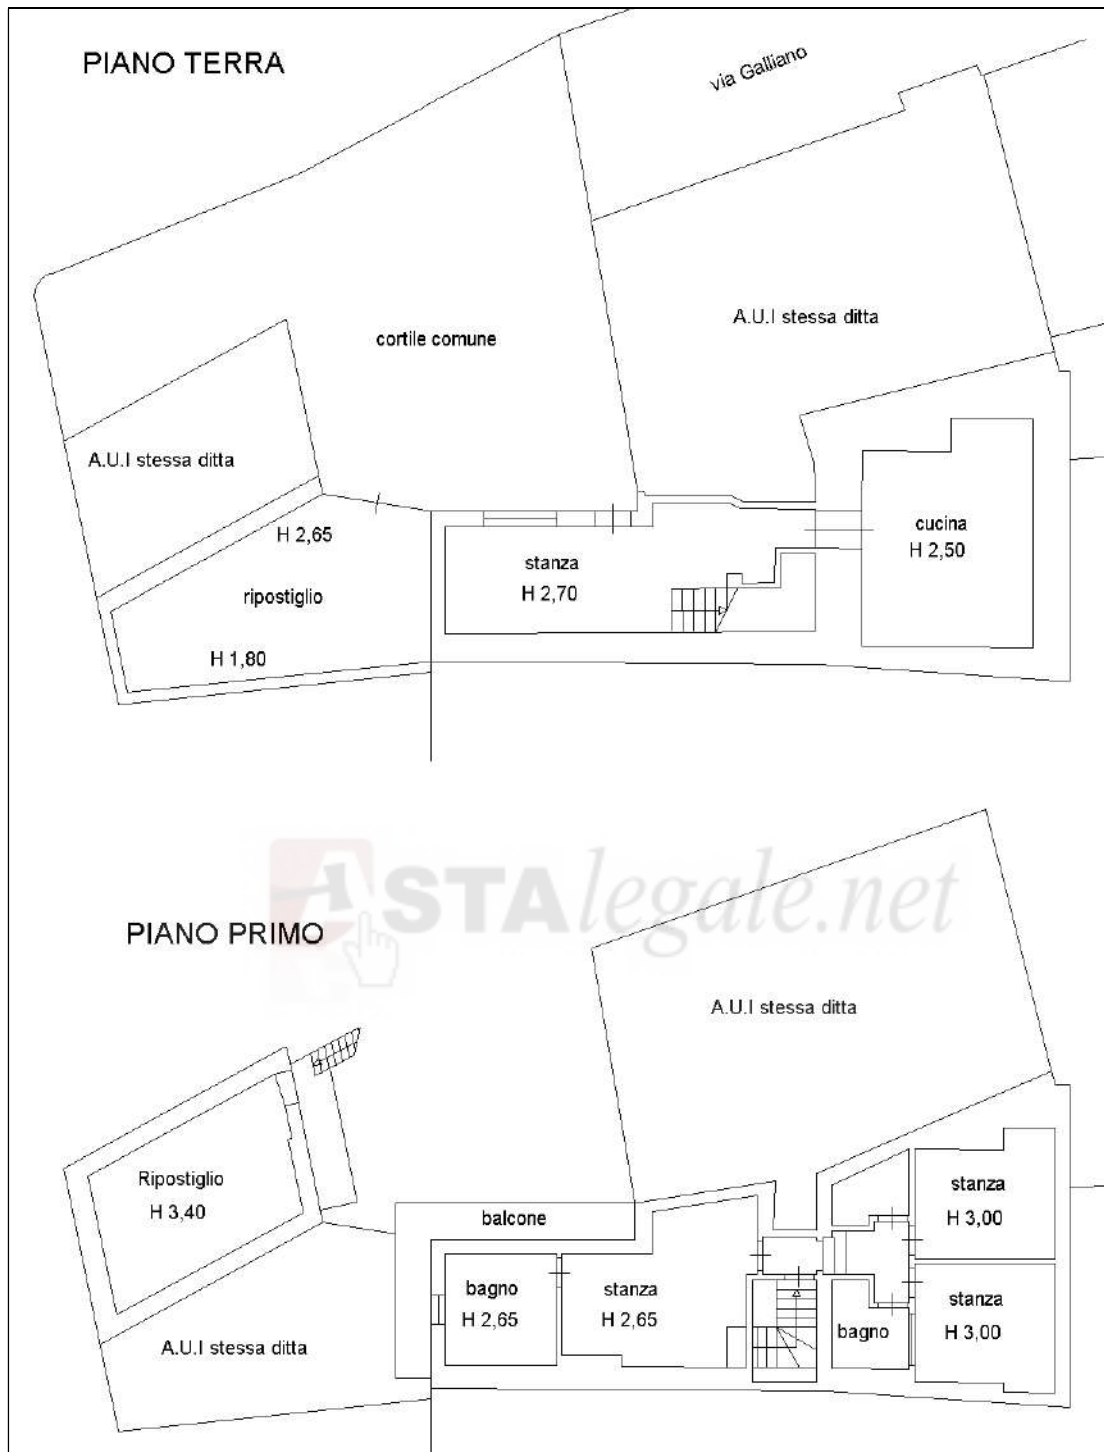 PIANO TERRA
via Galliano
A.U.I stessa ditta
cortile comune
A.U.I stessa ditta
H 2,65
cucina
H 2,50
stanza
H 2,70
ripostiglio
H 1,80
ASTAlegale.net
PIANO PRIMO
A.U.I stessa ditta
Ripostiglio
H 3,40
stanza
H 3,00
balcone
bagno
H 2,65
stanza
H 2,65
stanza
H 3,00
bagno
A.U.I stessa ditta